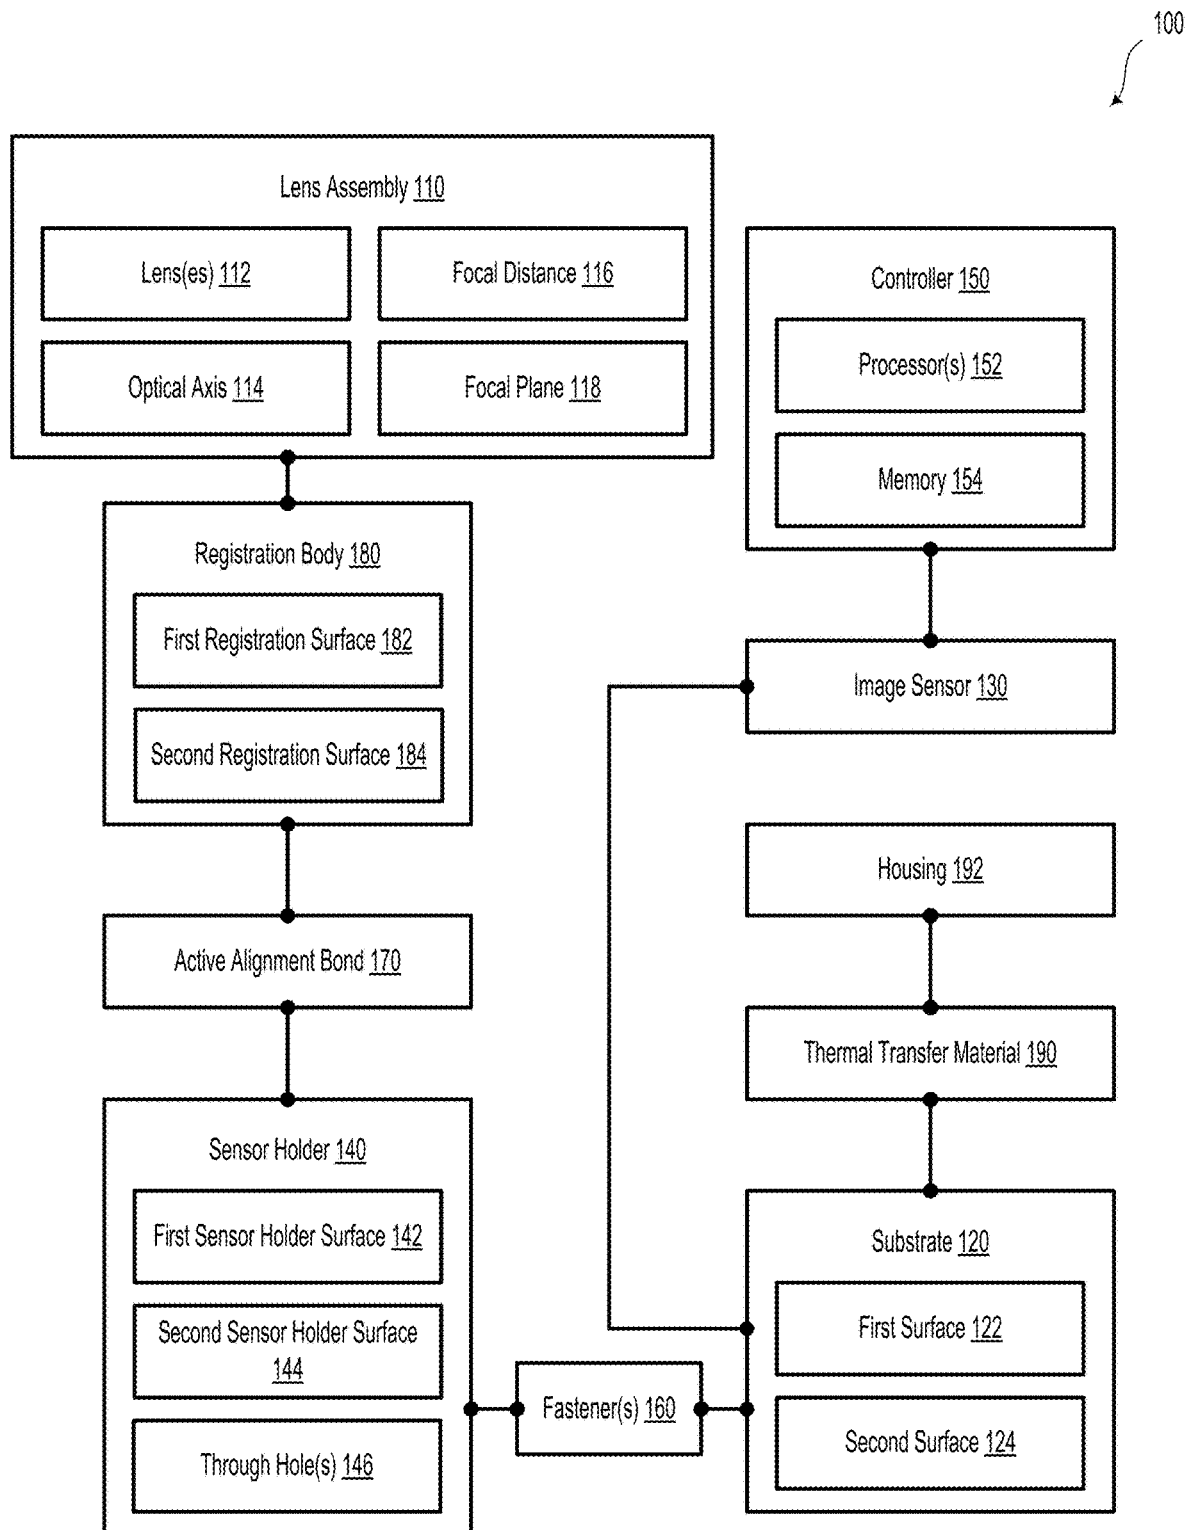 100
Lens Assembly 110
Lens(es) 112
Focal Distance 116
Optical Axis 114
Focal Plane 118
Controller 150
Processor(s) 152
Memory 154
Registration Body 180
First Registration Surface 182
Second Registration Surface 184
Image Sensor 130
Housing 192
Active Alignment Bond 170
Thermal Transfer Material 190
Sensor Holder 140
First Sensor Holder Surface 142
Second Sensor Holder Surface
144
Through Hole(s) 146
Fastener(s) 160
Substrate 120
First Surface 122
Second Surface 124